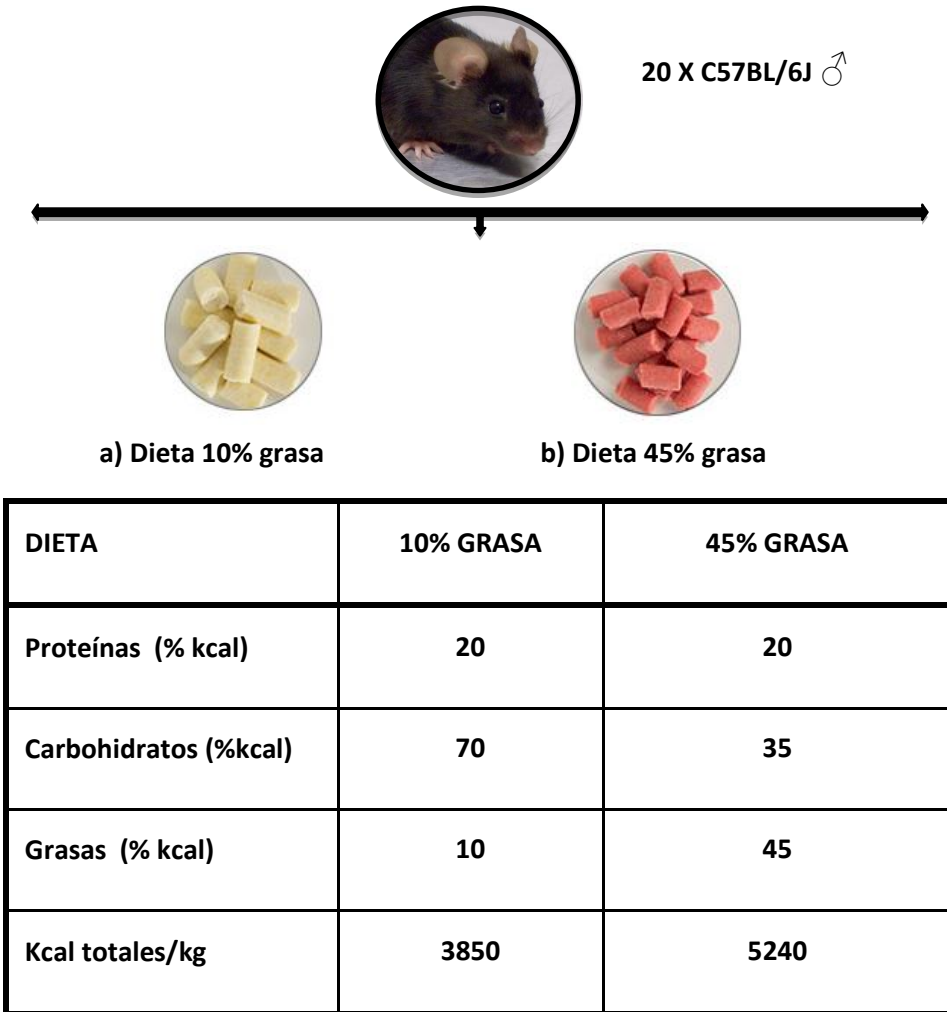 20 X C57BL/6J ♂
a) Dieta 10% grasa
b) Dieta 45% grasa
DIETA 10% GRASA 45% GRASA
Proteínas (% kcal) 20 20
Carbohidratos (%kcal) 70 35
Grasas (% kcal) 10 45
Kcal totales/kg 3850 5240